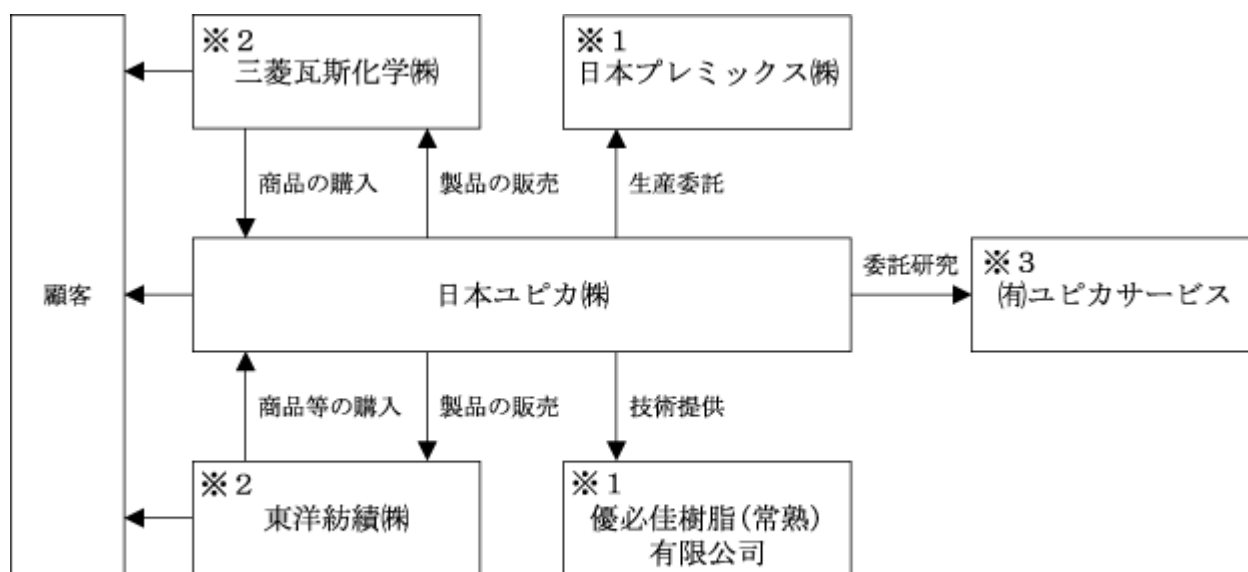 ※2
三菱瓦斯化学㈱
※1
日本プレミックス㈱
商品の購入
製品の販売
生産委託
顧客
日本ユピカ㈱
委託研究
※3
㈲ユピカサービス
商品等の購入
製品の販売
技術提供
※2
東洋紡績㈱
※1
優必佳樹脂(常熟)
有限公司